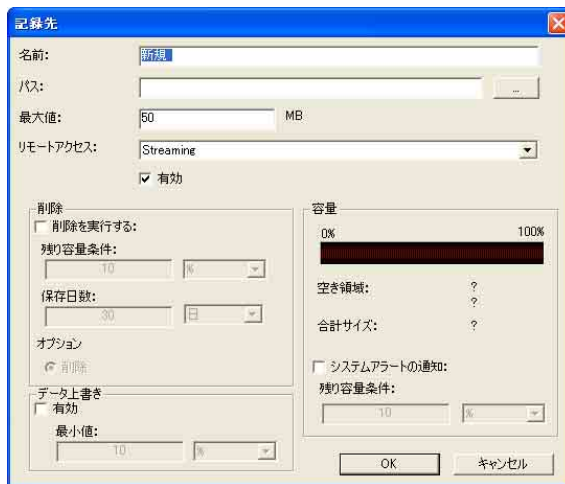 記録先
名前:
新規
パス:
...
最大値:
50
MB
リモートアクセス:
Streaming
有効
削除
削除を実行する:
残り容量条件:
10
%
保存日数:
30
日
オプション
削除
データ上書き
有効
最小値:
10
%
容量
0%
100%
空き領域:
?
?
合計サイズ:
?
システムアラートの通知:
残り容量条件:
10
%
OK
キャンセル